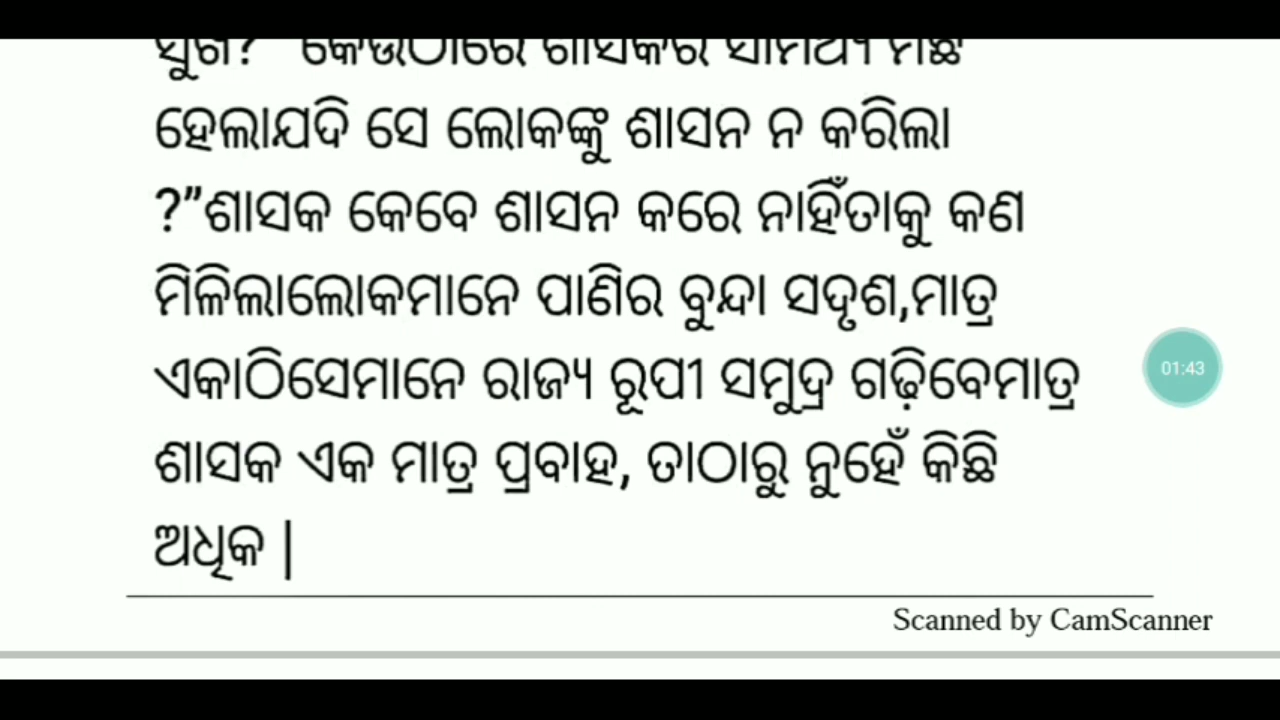 ହେଲାଯଦି ସେ ଲୋକଙ୍କୁ ଶାସନ ନ କରିଲା
?”ଶାସକ କେବେ ଶାସନ କରେ ନାହିଁତାକୁ କଣ
ମିଳିଲାଲୋକମାନେ ପାଣିର ବୁନ୍ଦା ସଦୃଶ,ମାତ୍ର
ଏକାଠିସେମାନେ ରାଜ୍ୟ ରୂପୀ ସମୁଦ୍ର ଗଢ଼ିବେମାତ୍ର
01:43
ଶାସକ ଏକ ମାତ୍ର ପ୍ରବାହ, ତାଠାରୁ ନୁହେଁ କିଛି
ଅଧିକ |
Scanned by CamScanner